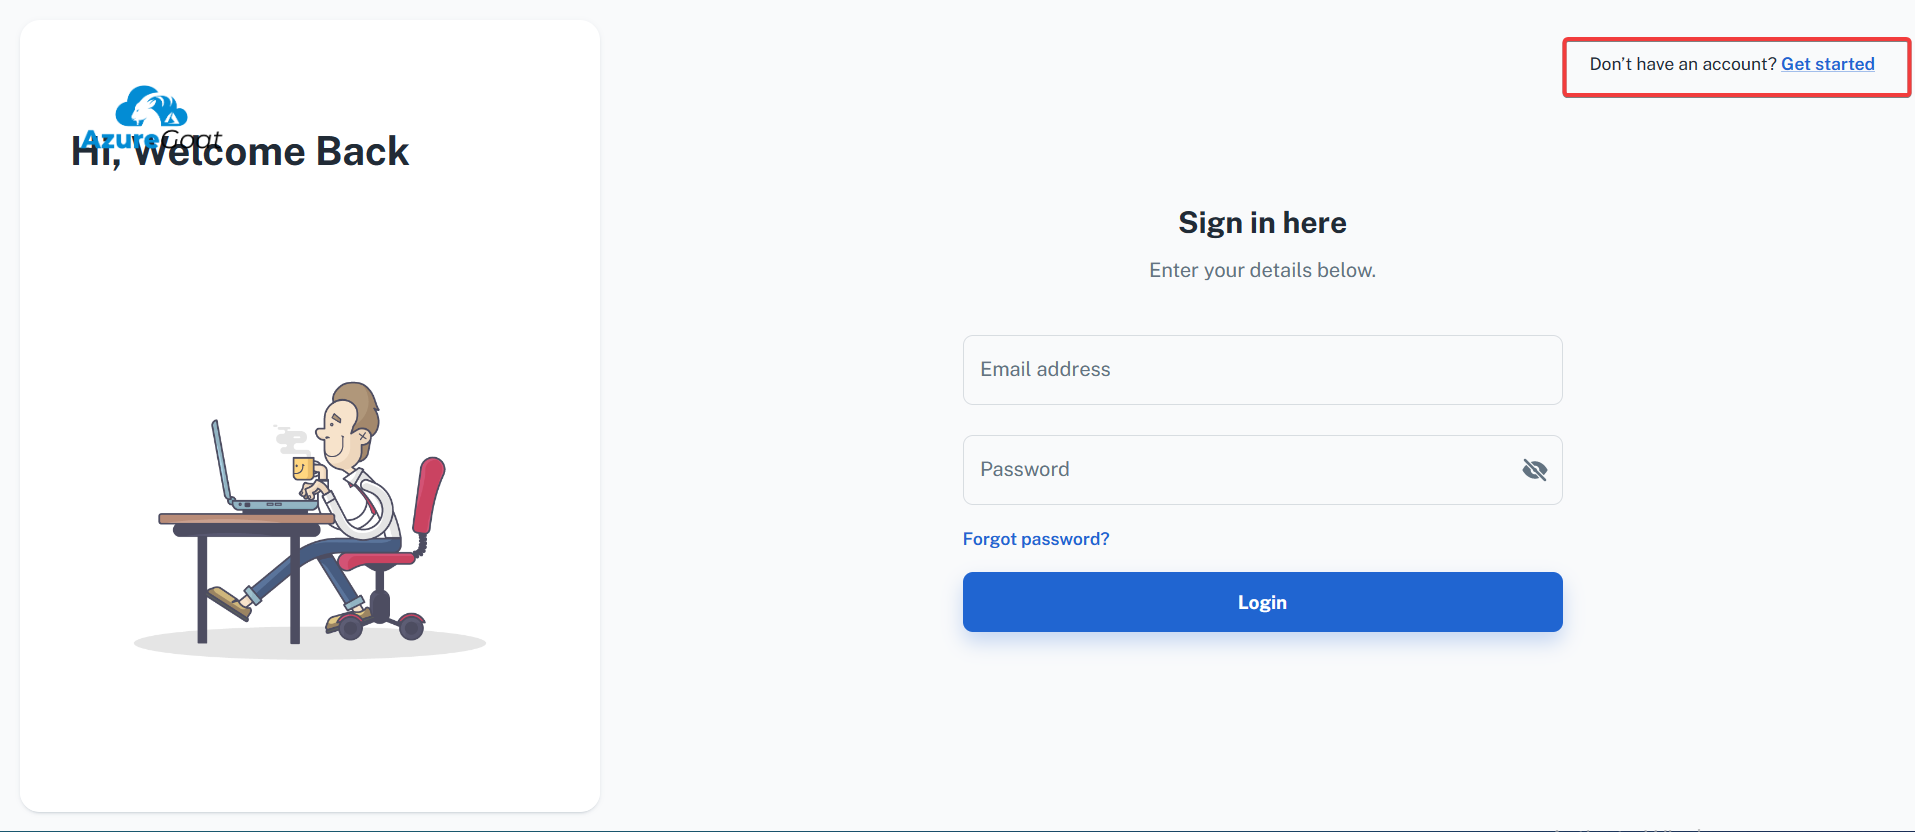 Don’t have an account? Get started
AzureGoat
Hi, Welcome Back
Sign in here
Enter your details below.
Email address
Password
Forgot password?
Login